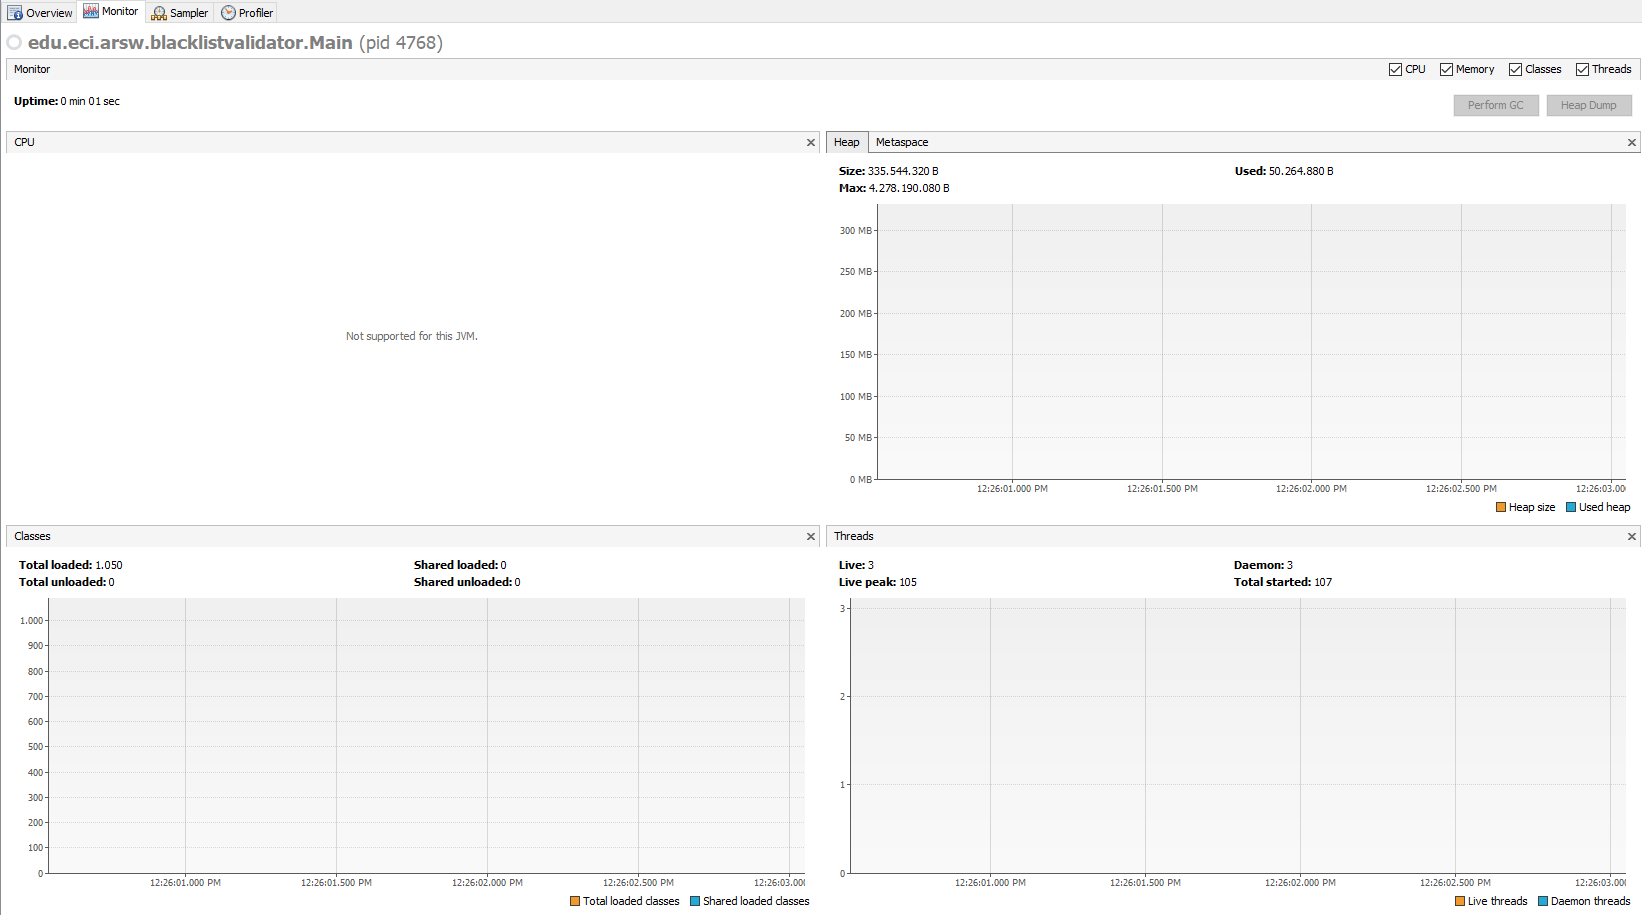 Overview Monitor Sampler Profiler
edu.eci.arsw.blacklistvalidator.Main (pid 4768)
Monitor CPU Memory Classes Threads
Uptime: 0 min 01 sec
Perform GC Heap Dump
CPU
Not supported for this JVM.
Heap Metaspace
Size: 335.544.320 B Used: 50.264.880 B
Max: 4.278.190.080 B
300 MB
250 MB
200 MB
150 MB
100 MB
50 MB
0 MB
12:26:01.000 PM 12:26:01.500 PM 12:26:02.000 PM 12:26:02.500 PM 12:26:03.00
Heap size Used heap
Classes
Total loaded: 1.050 Shared loaded: 0
Total unloaded: 0 Shared unloaded: 0
1.000
900
800
700
600
500
400
300
200
100
0
12:26:01.000 PM 12:26:01.500 PM 12:26:02.000 PM 12:26:02.500 PM 12:26:03.00
Total loaded classes Shared loaded classes
Threads
Live: 3 Daemon: 3
Live peak: 105 Total started: 107
3
2
1
0
12:26:01.000 PM 12:26:01.500 PM 12:26:02.000 PM 12:26:02.500 PM 12:26:03.00
Live threads Daemon threads